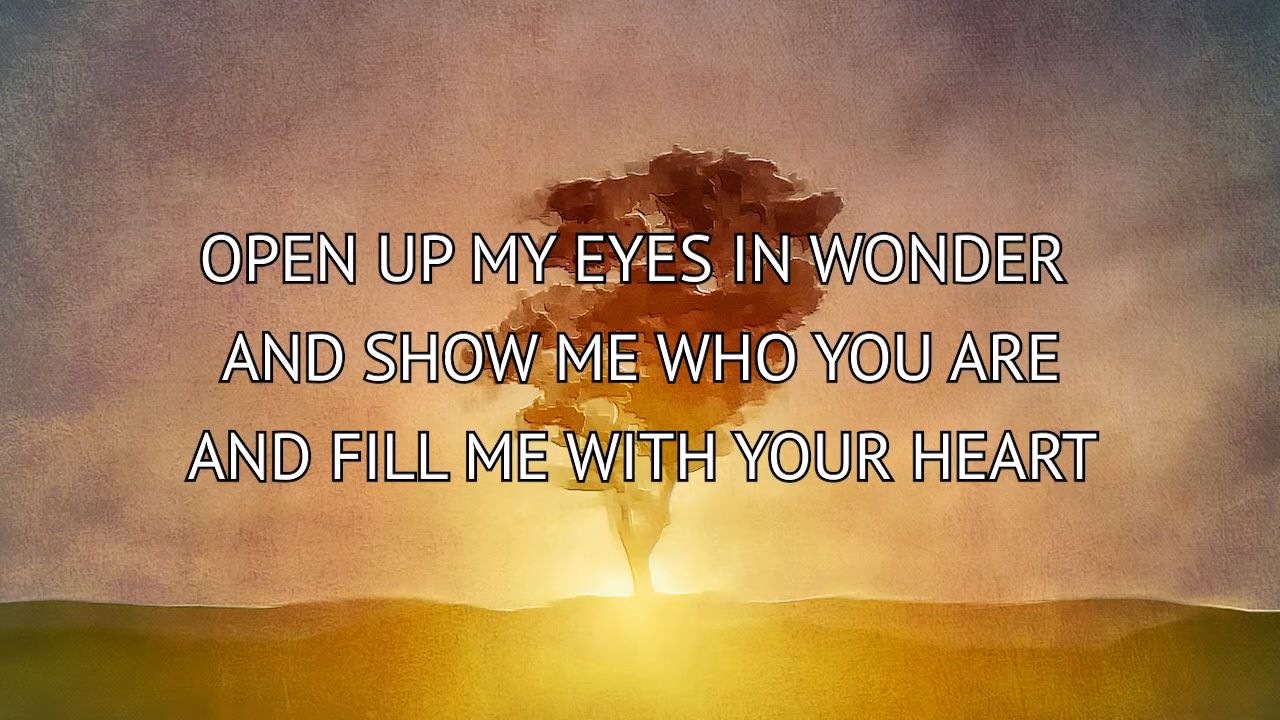 OPEN UP MY EYES IN WONDER
AND SHOW ME WHO YOU ARE
AND FILL ME WITH YOUR HEART